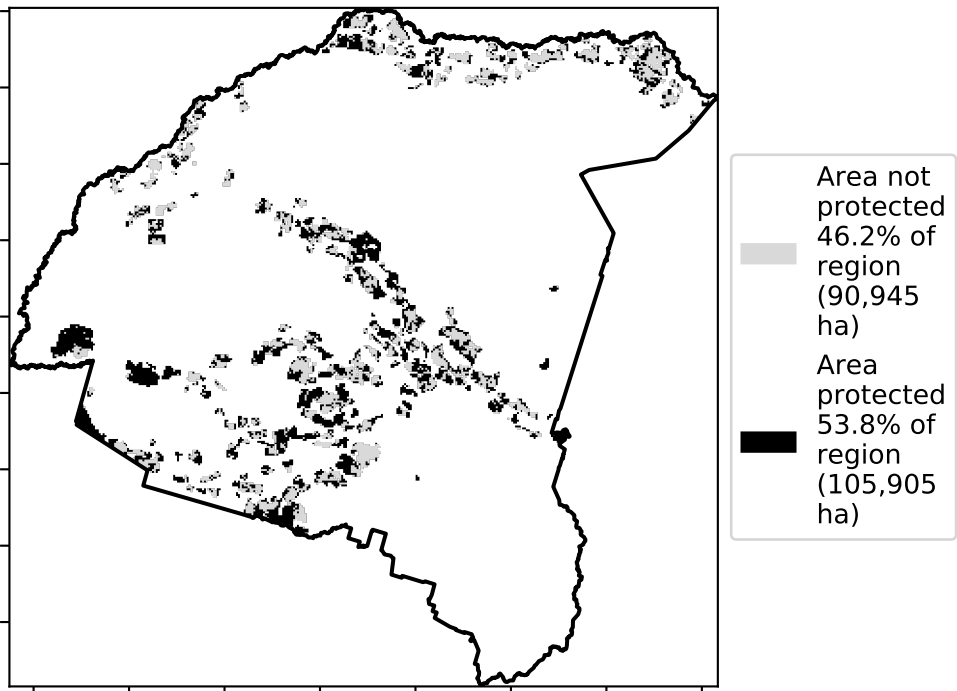 Area not
protected
46.2% of
region
(90,945
ha)
Area
protected
53.8% of
region
(105,905
ha)